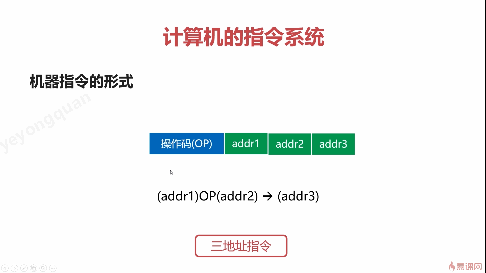 计算机的指令系统
机器指令的形式
yeyongquan
操作码(OP) addr1 addr2 addr3
(addr1)OP(addr2) → (addr3)
三地址指令
慕课网